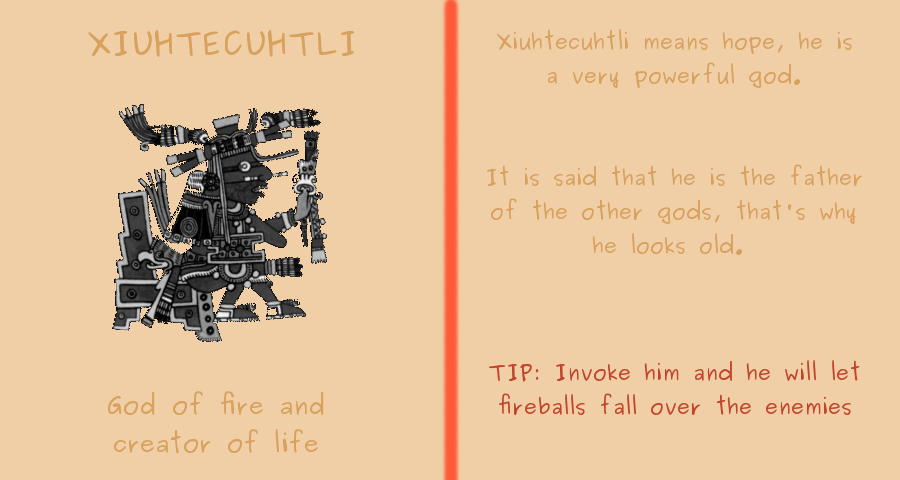 XIUHTECUHTLI
God of fire and
creator of life
Xiuhtecuhtli means hope, he is
a very powerful god.
It is said that he is the father
of the other gods, that's why
he looks old.
TIP: Invoke him and he will let
fireballs fall over the enemies